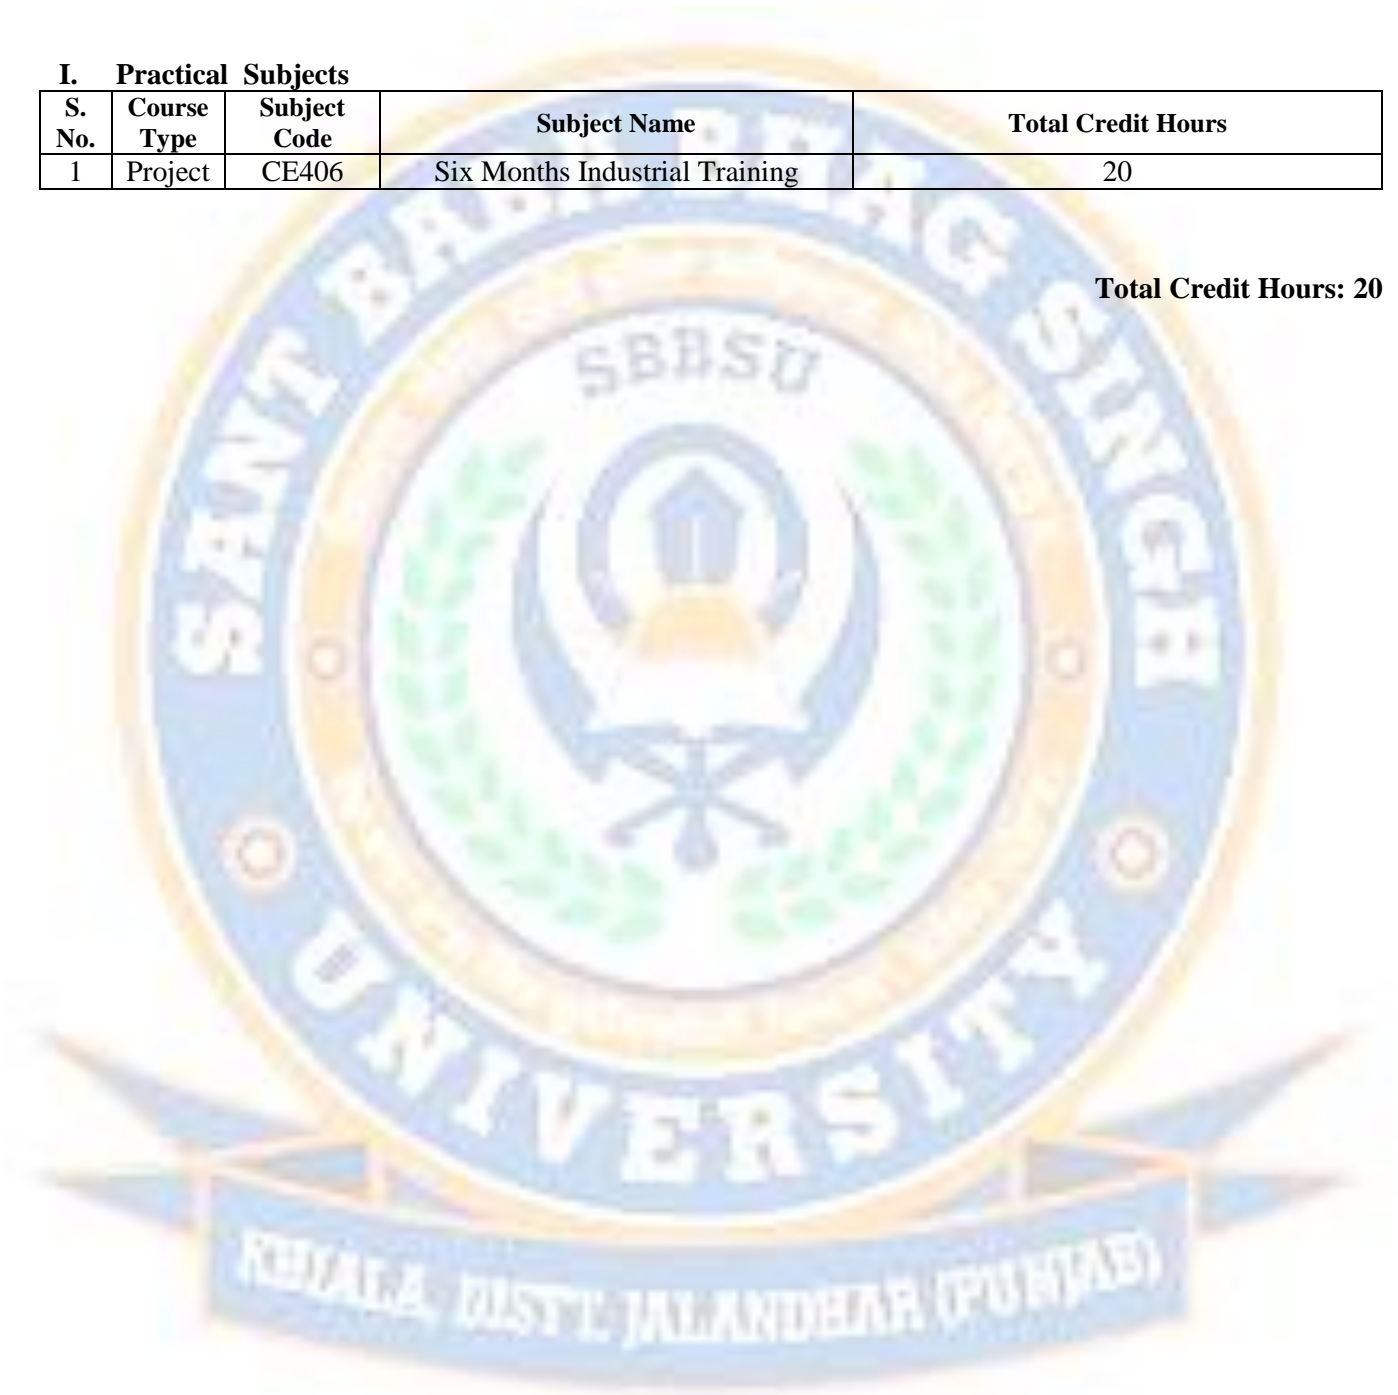 I. Practical Subjects
S. No. Course Type Subject Code Subject Name Total Credit Hours
1 Project CE406 Six Months Industrial Training 20
Total Credit Hours: 20
SANT BABA BHAG SINGH
SBBSU
UNIVERSITY
KHIALA, DISTT. JALANDHAR (PUNJAB)